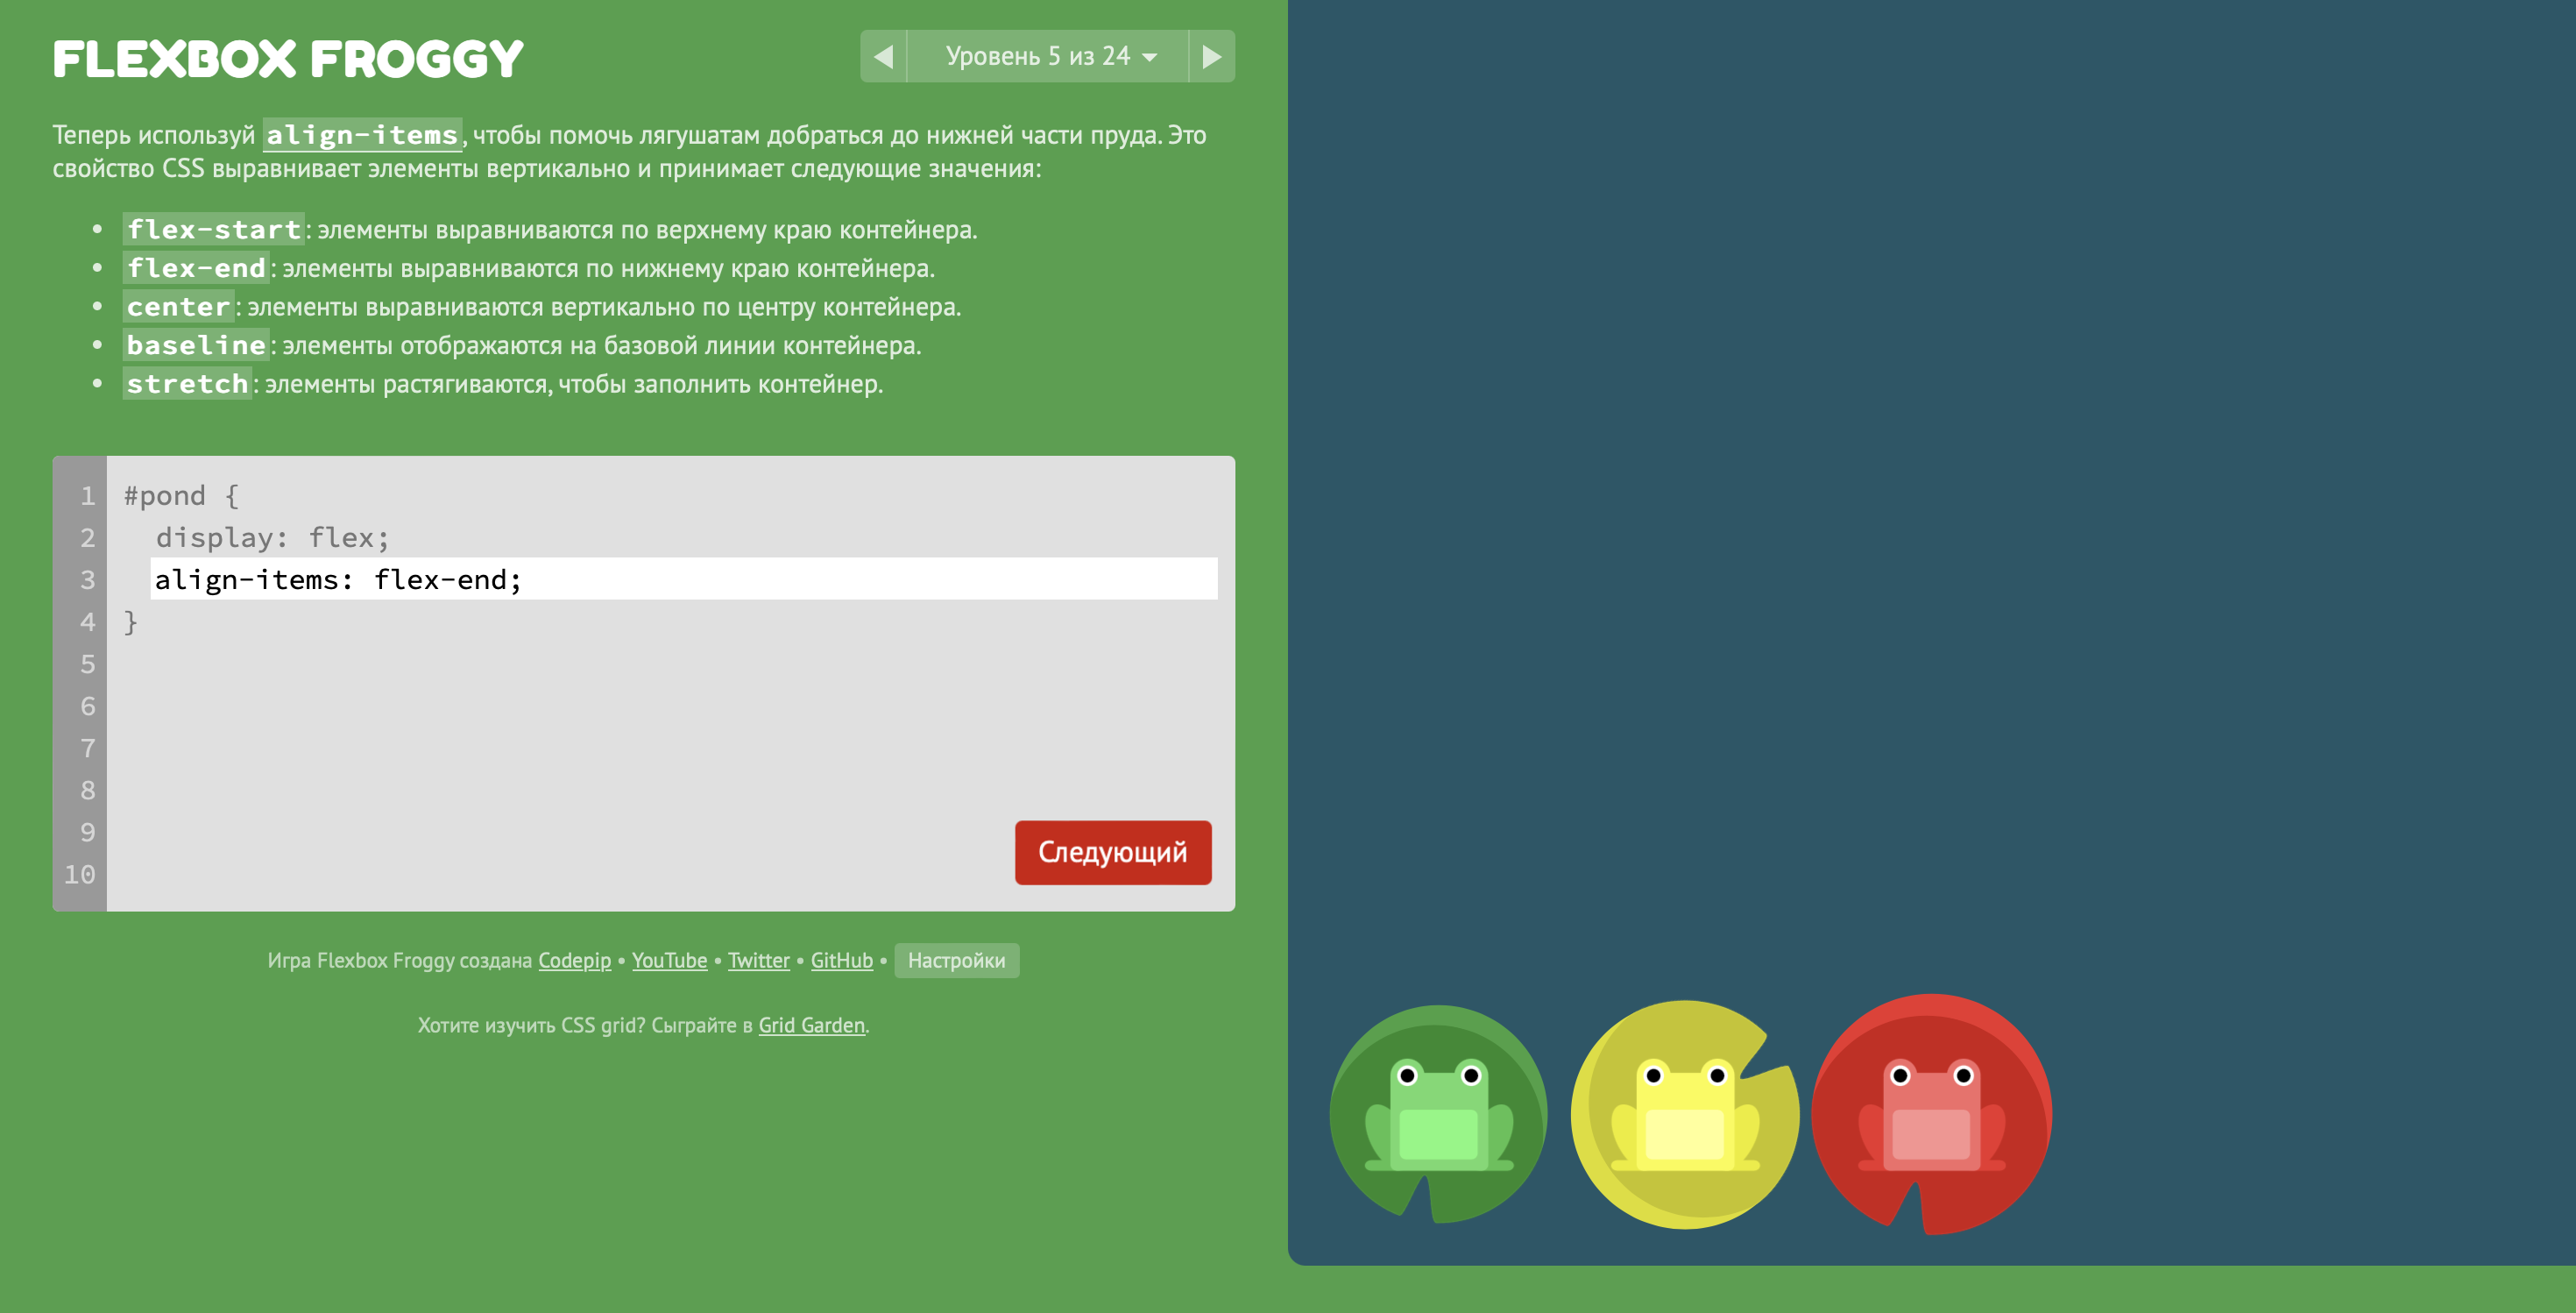 FLEXBOX FROGGY
Уровень 5 из 24
Теперь используй align-items, чтобы помочь лягушатам добраться до нижней части пруда. Это
свойство CSS выравнивает элементы вертикально и принимает следующие значения:
• flex-start: элементы выравниваются по верхнему краю контейнера.
• flex-end: элементы выравниваются по нижнему краю контейнера.
• center: элементы выравниваются вертикально по центру контейнера.
• baseline: элементы отображаются на базовой линии контейнера.
• stretch: элементы растягиваются, чтобы заполнить контейнер.
1 #pond {
2 display: flex;
3 align-items: flex-end;
4 }
5
6
7
8
9
10
Следующий
Игра Flexbox Froggy создана Codepip • YouTube • Twitter • GitHub • Настройки
Хотите изучить CSS grid? Сыграйте в Grid Garden.